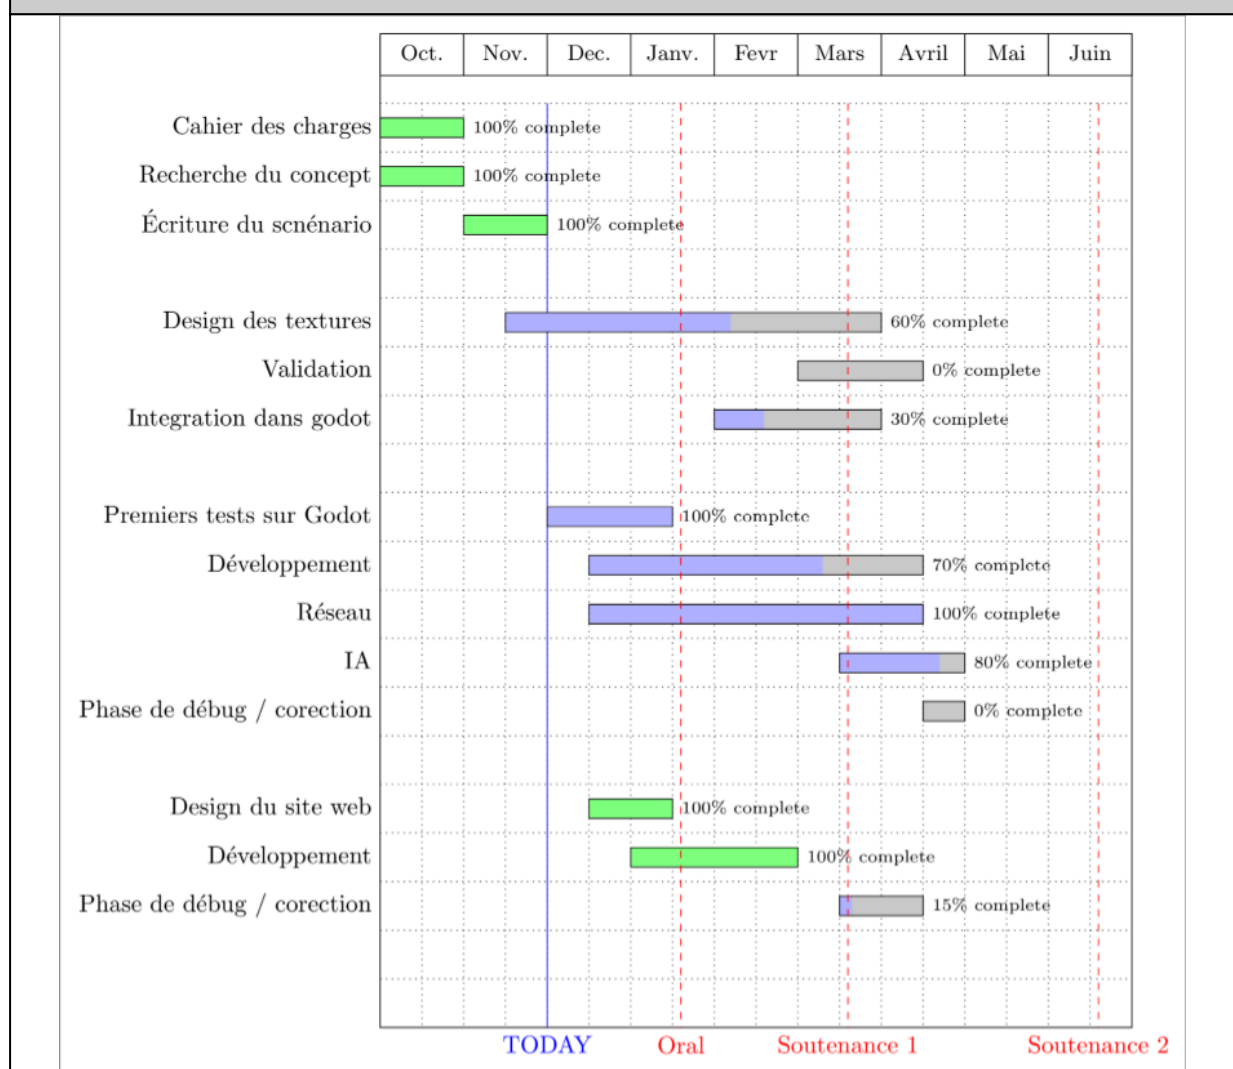 Oct. Nov. Dec. Janv. Fevr Mars Avril Mai Juin
Cahier des charges 100% complete
Recherche du concept 100% complete
Écriture du scnénario 100% complete
Design des textures 60% complete
Validation 0% complete
Integration dans godot 30% complete
Premiers tests sur Godot 100% complete
Développement 70% complete
Réseau 100% complete
IA 80% complete
Phase de débug / corection 0% complete
Design du site web 100% complete
Développement 100% complete
Phase de débug / corection 15% complete
TODAY Oral Soutenance 1 Soutenance 2